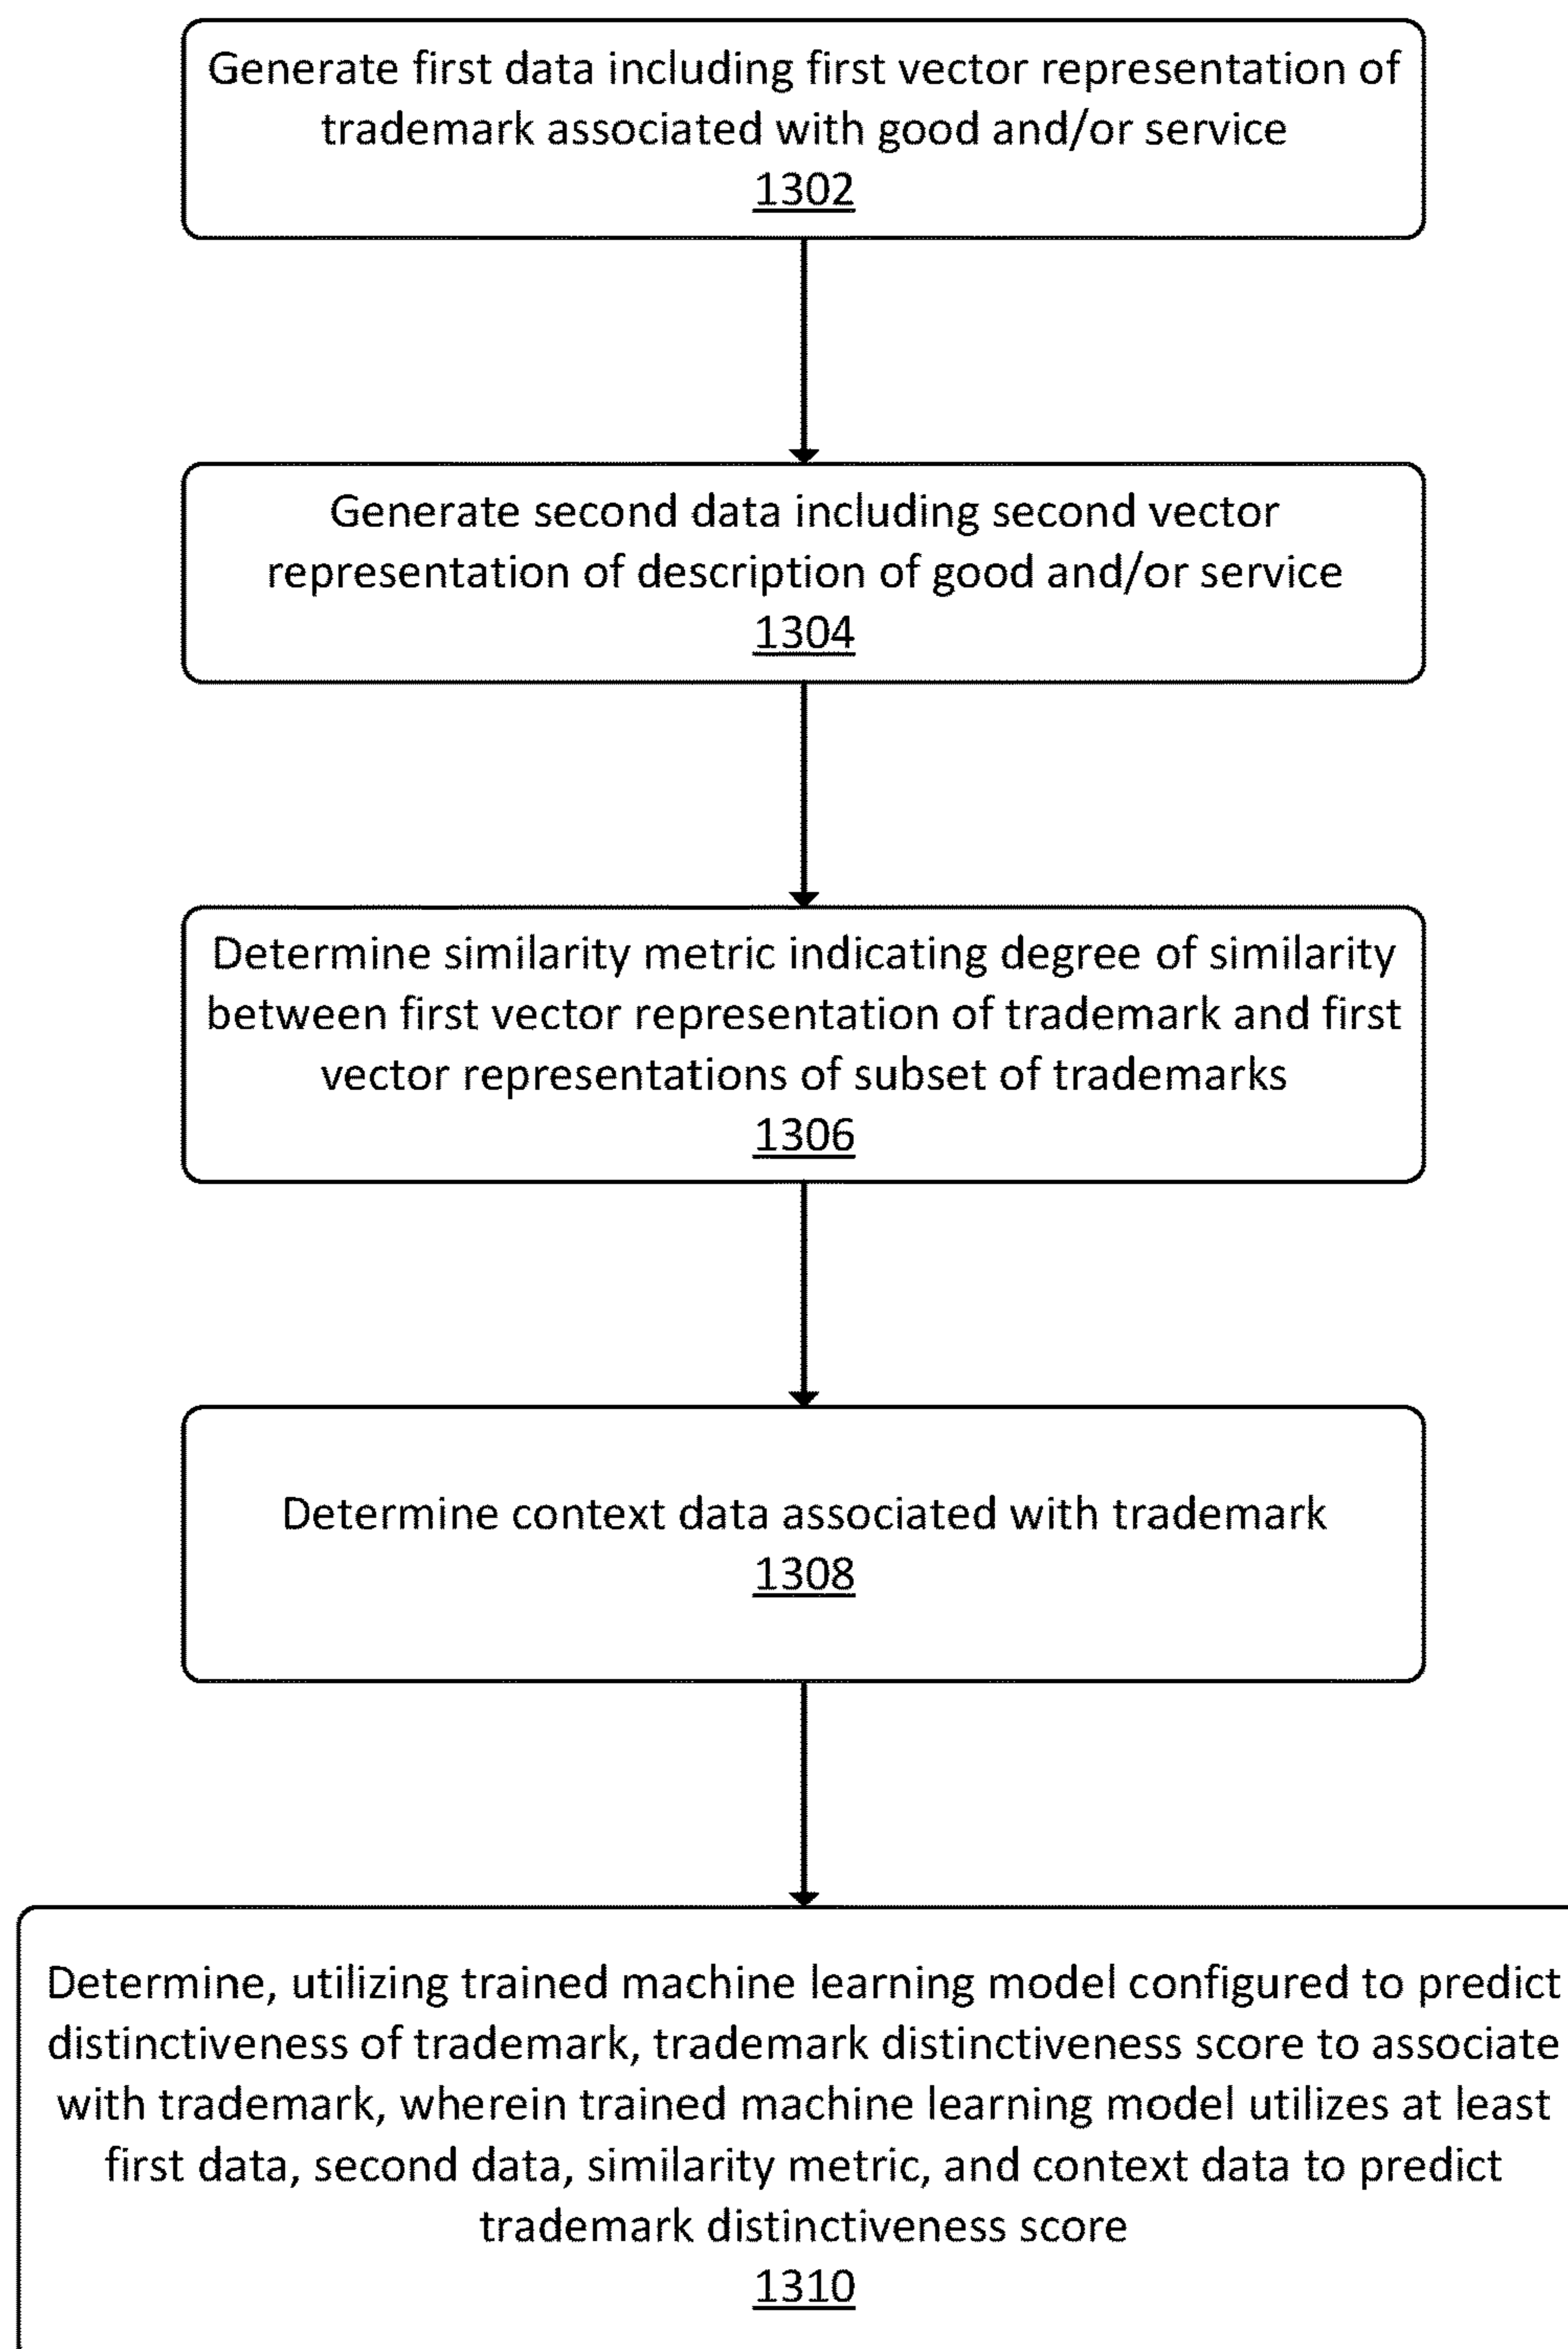 Generate first data including first vector representation of
trademark associated with good and/or service
1302
Generate second data including second vector
representation of description of good and/or service
1304
Determine similarity metric indicating degree of similarity
between first vector representation of trademark and first
vector representations of subset of trademarks
1306
Determine context data associated with trademark
1308
Determine, utilizing trained machine learning model configured to predict
distinctiveness of trademark, trademark distinctiveness score to associate
with trademark, wherein trained machine learning model utilizes at least
first data, second data, similarity metric, and context data to predict
trademark distinctiveness score
1310